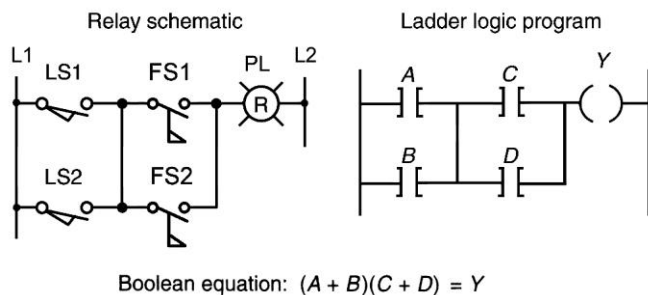 Relay schematic
Ladder logic program
L1
L2
LS1
FS1
PL
R
LS2
FS2
A
C
Y
B
D
Boolean equation: (A + B)(C + D) = Y